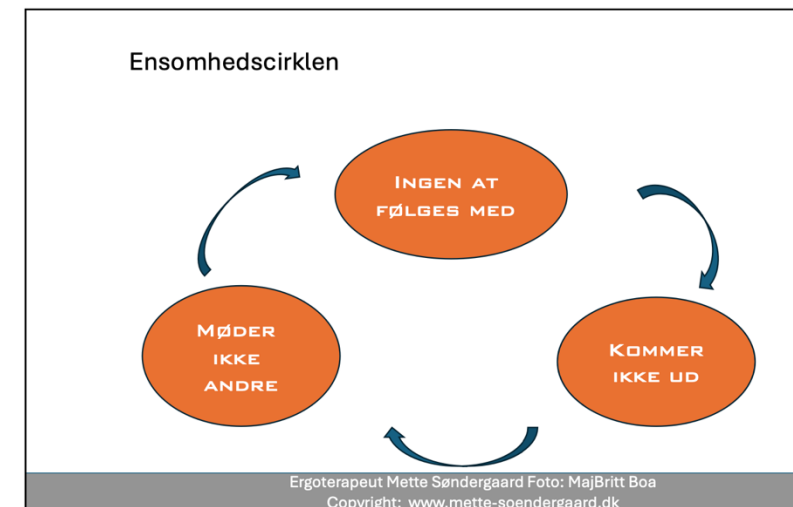 Ensomhedscirklen
INGEN AT
FØLGES MED
MØDER
IKKE
ANDRE
KOMMER
IKKE UD
Ergoterapeut Mette Søndergaard Foto: MajBritt Boa
Copyright: www.mette-soendergaard.dk